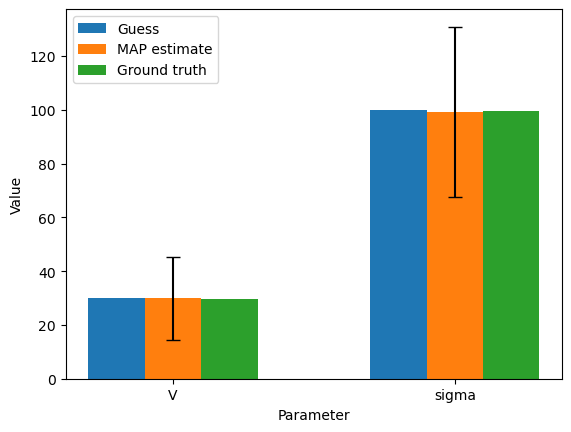 Guess
MAP estimate
Ground truth
Value
120
100
80
60
40
20
0
V
sigma
Parameter